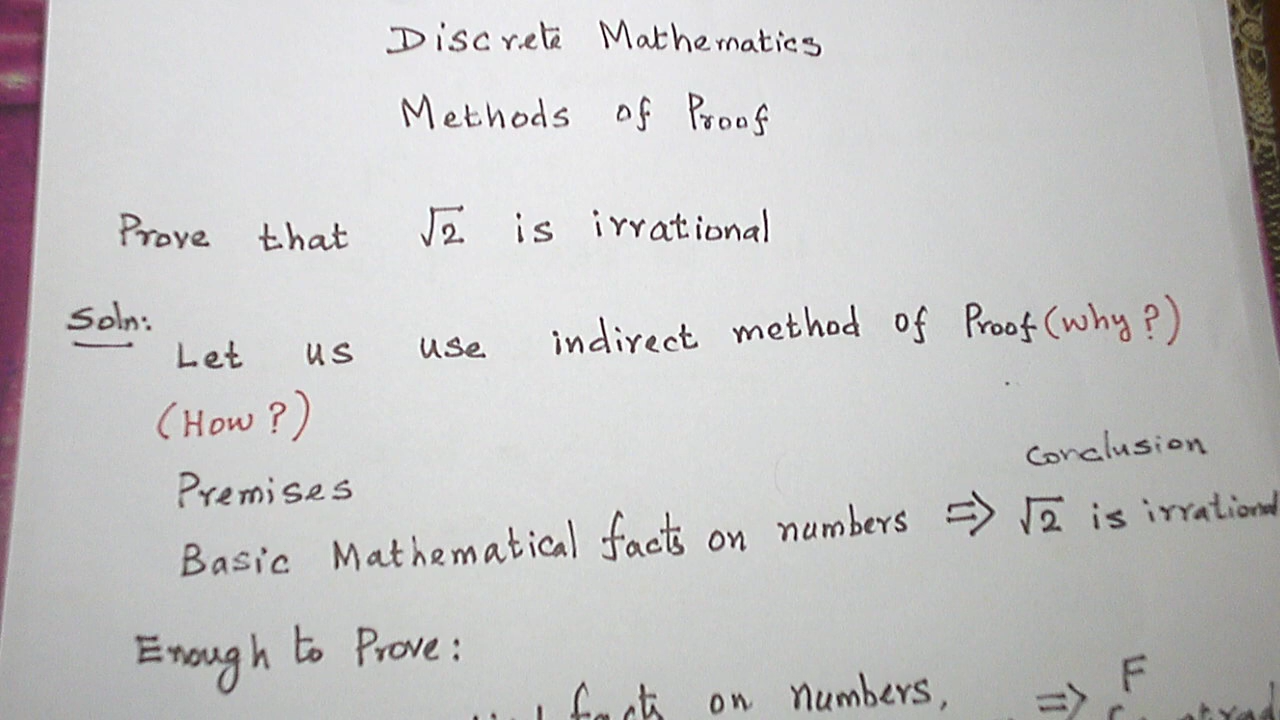 Discrete Mathematics
Methods of Proof
Prove that √2 is irrational
Soln:
Let us use indirect method of Proof (why?)
(How?)
Conclusion
Premises
Basic Mathematical facts on numbers ⇒ √2 is irrational
Enough to Prove:
F
facts on numbers, ⇒